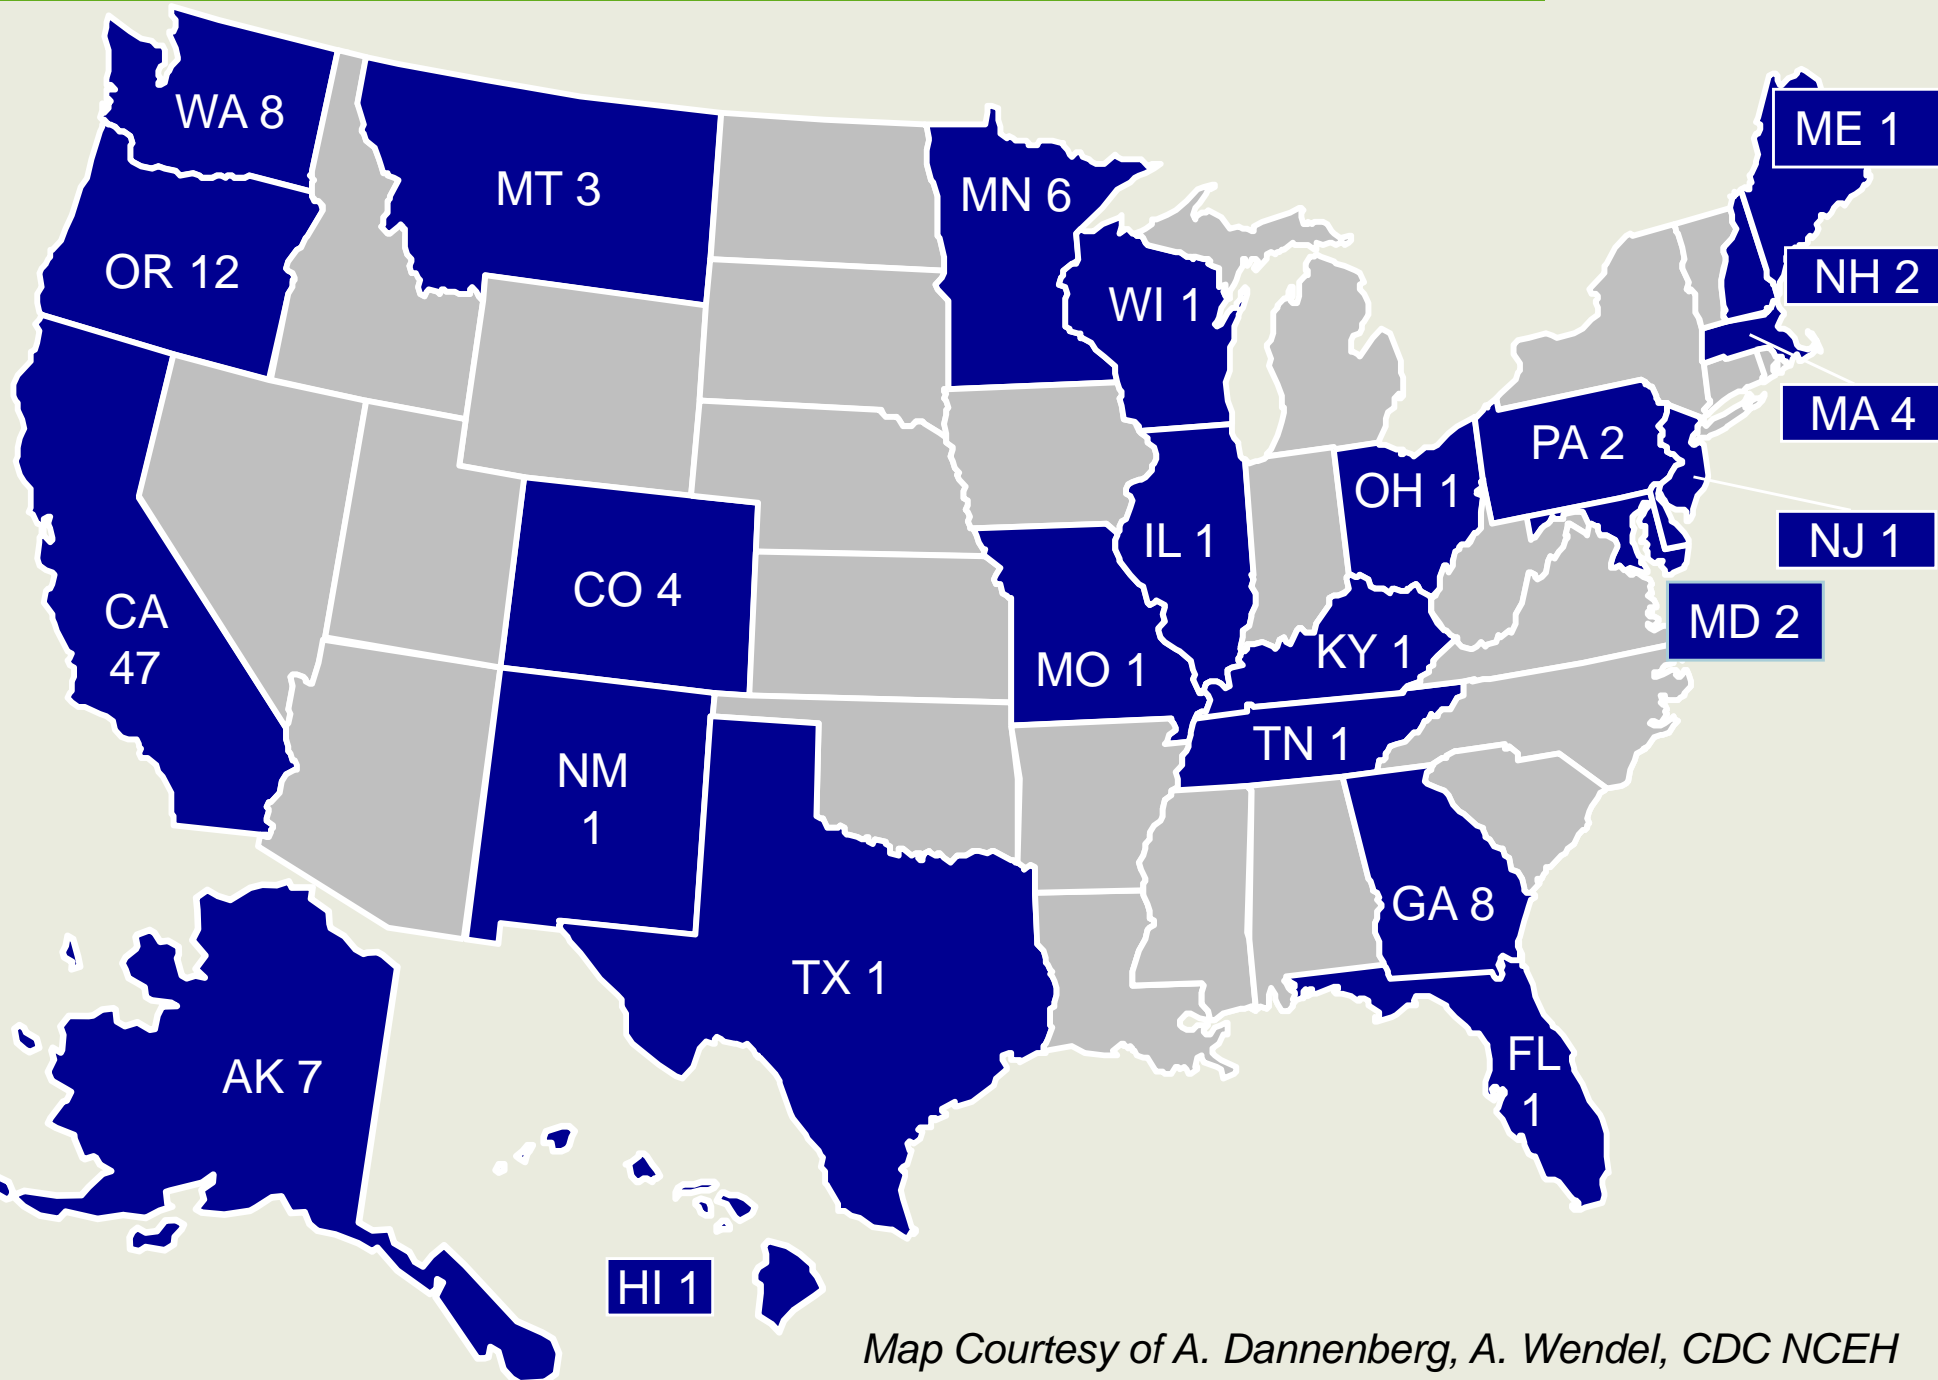 WA 8
ME 1
MT 3
MN 6
OR 12
NH 2
WI 1
MA 4
PA 2
OH 1
IL 1
NJ 1
CO 4
CA
47
MD 2
KY 1
MO 1
TN 1
NM
1
GA 8
TX 1
FL
1
AK 7
HI 1
Map Courtesy of A. Dannenberg, A. Wendel, CDC NCEH